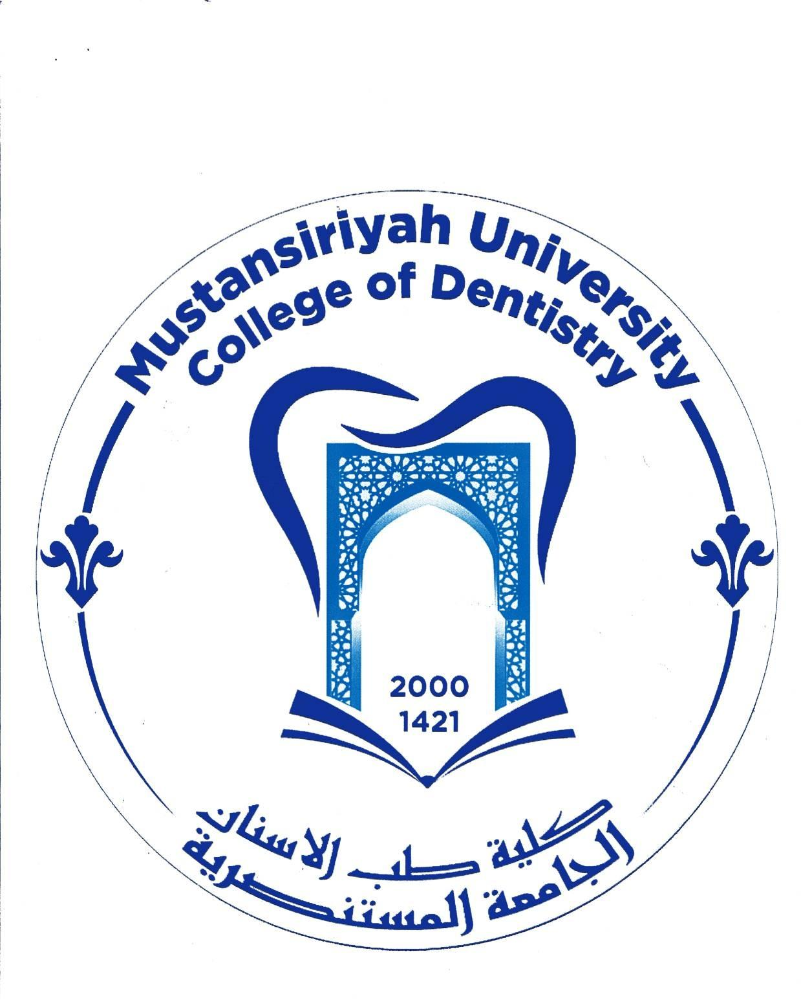 Mustansiriyah University
College of Dentistry
2000
1421
كلية طب الاسنان
الجامعة المستنصرية